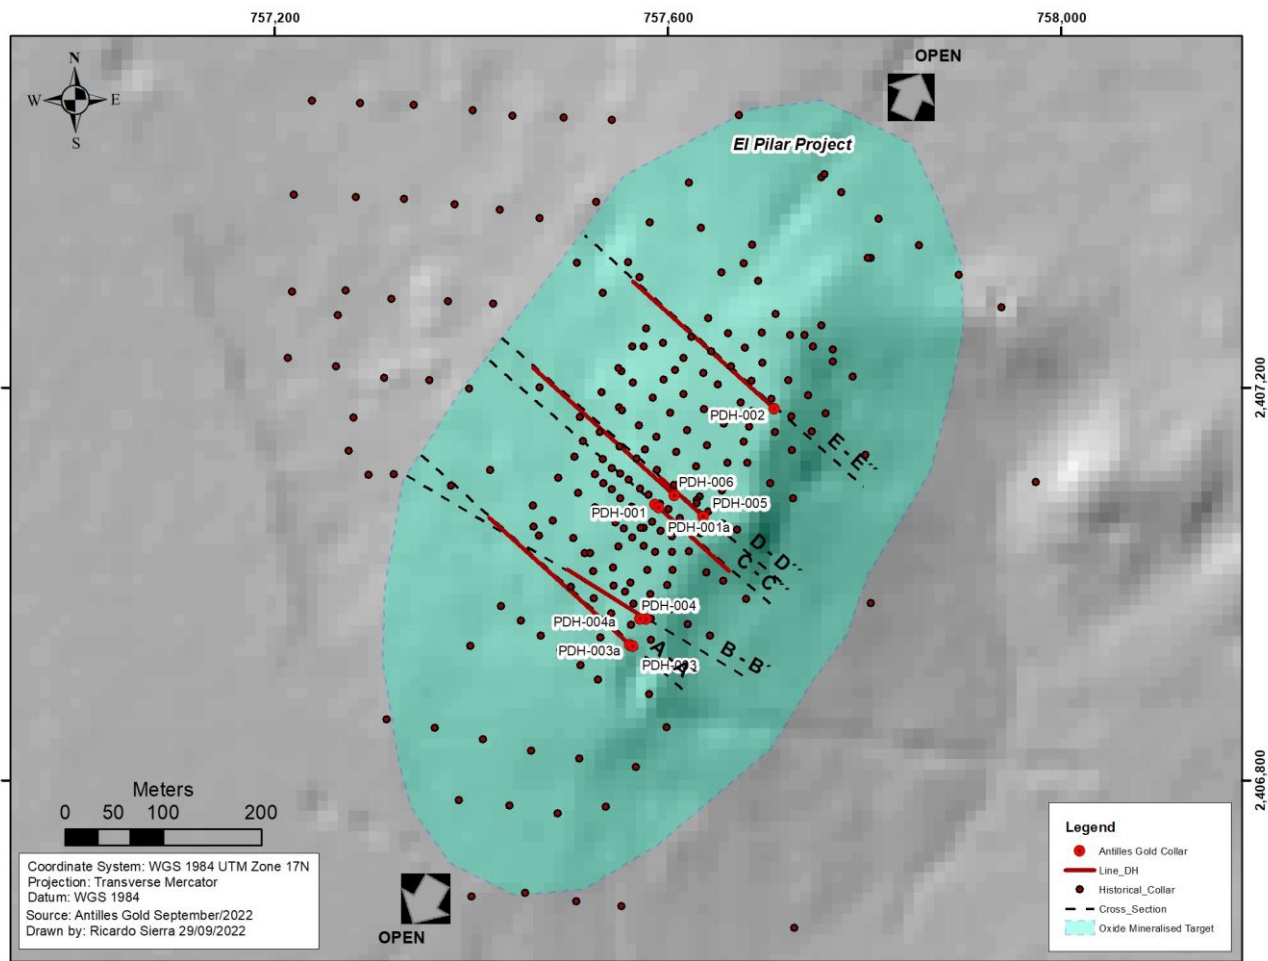 757,200
757,600
758,000
OPEN
N
W
E
S
El Pilar Project
2,407,200
PDH-002
E - E''
PDH-006
PDH-005
PDH-001
PDH-001a
D - D''
C - C''
PDH-004
PDH-004a
B - B'
PDH-003a
PDH-003
A - A'
2,406,800
Meters
0 50 100 200
Coordinate System: WGS 1984 UTM Zone 17N
Projection: Transverse Mercator
Datum: WGS 1984
Source: Antilles Gold September/2022
Drawn by: Ricardo Sierra 29/09/2022
OPEN
Legend
Antilles Gold Collar
Line_DH
Historical_Collar
Cross_Section
Oxide Mineralised Target